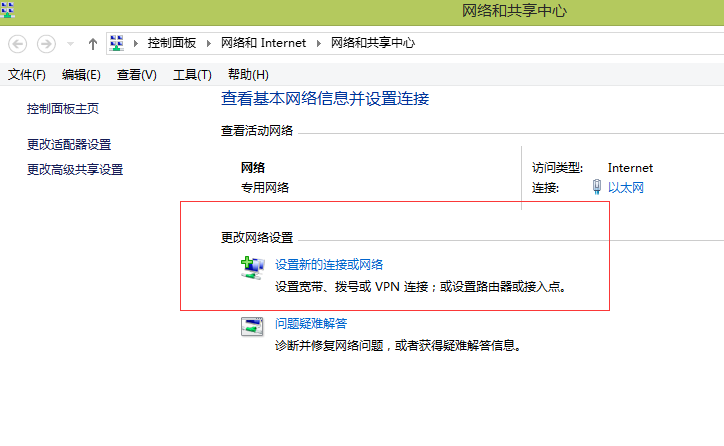 网络和共享中心
控制面板 网络和 Internet 网络和共享中心
文件(F) 编辑(E) 查看(V) 工具(T) 帮助(H)
控制面板主页
更改适配器设置
更改高级共享设置
查看基本网络信息并设置连接
查看活动网络
网络
专用网络
访问类型: Internet
连接: 以太网
更改网络设置
设置新的连接或网络
设置宽带、拨号或 VPN 连接；或设置路由器或接入点。
问题疑难解答
诊断并修复网络问题，或者获得疑难解答信息。